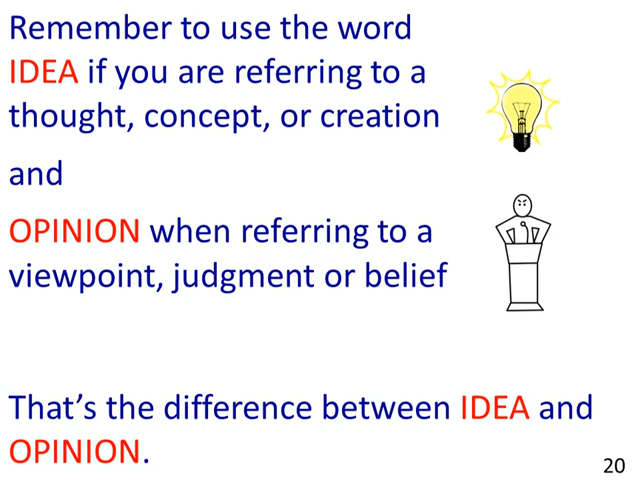 Remember to use the word
IDEA if you are referring to a
thought, concept, or creation
and
OPINION when referring to a
viewpoint, judgment or belief
That’s the difference between IDEA and
OPINION.
20